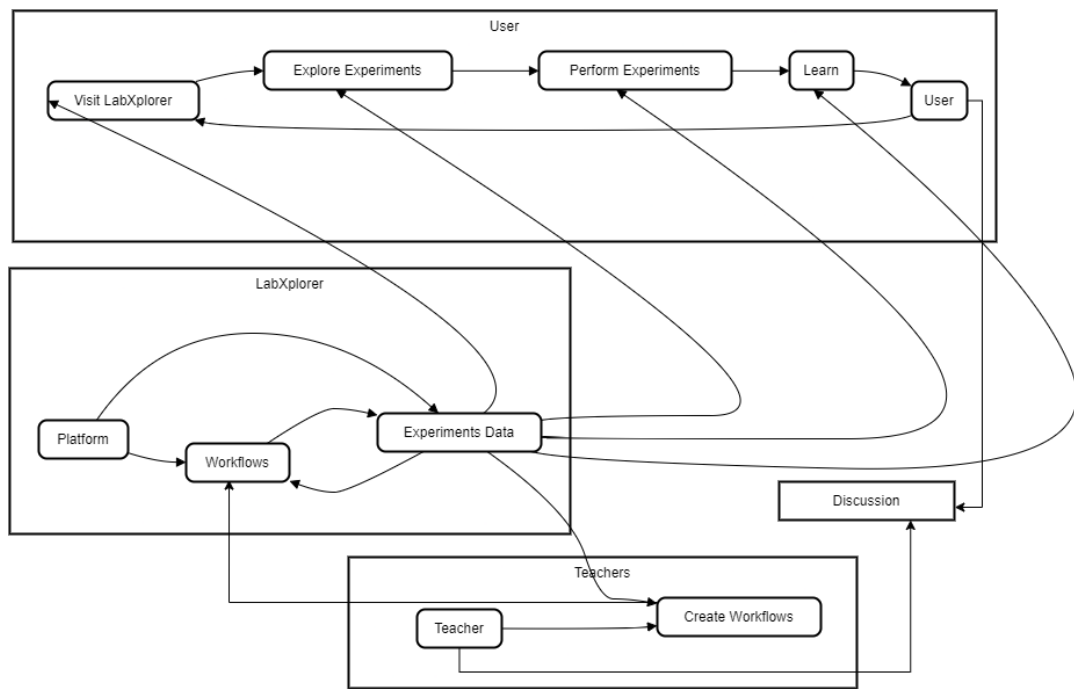 User
Explore Experiments
Perform Experiments
Learn
Visit LabXplorer
User
LabXplorer
Platform
Experiments Data
Workflows
Discussion
Teachers
Create Workflows
Teacher